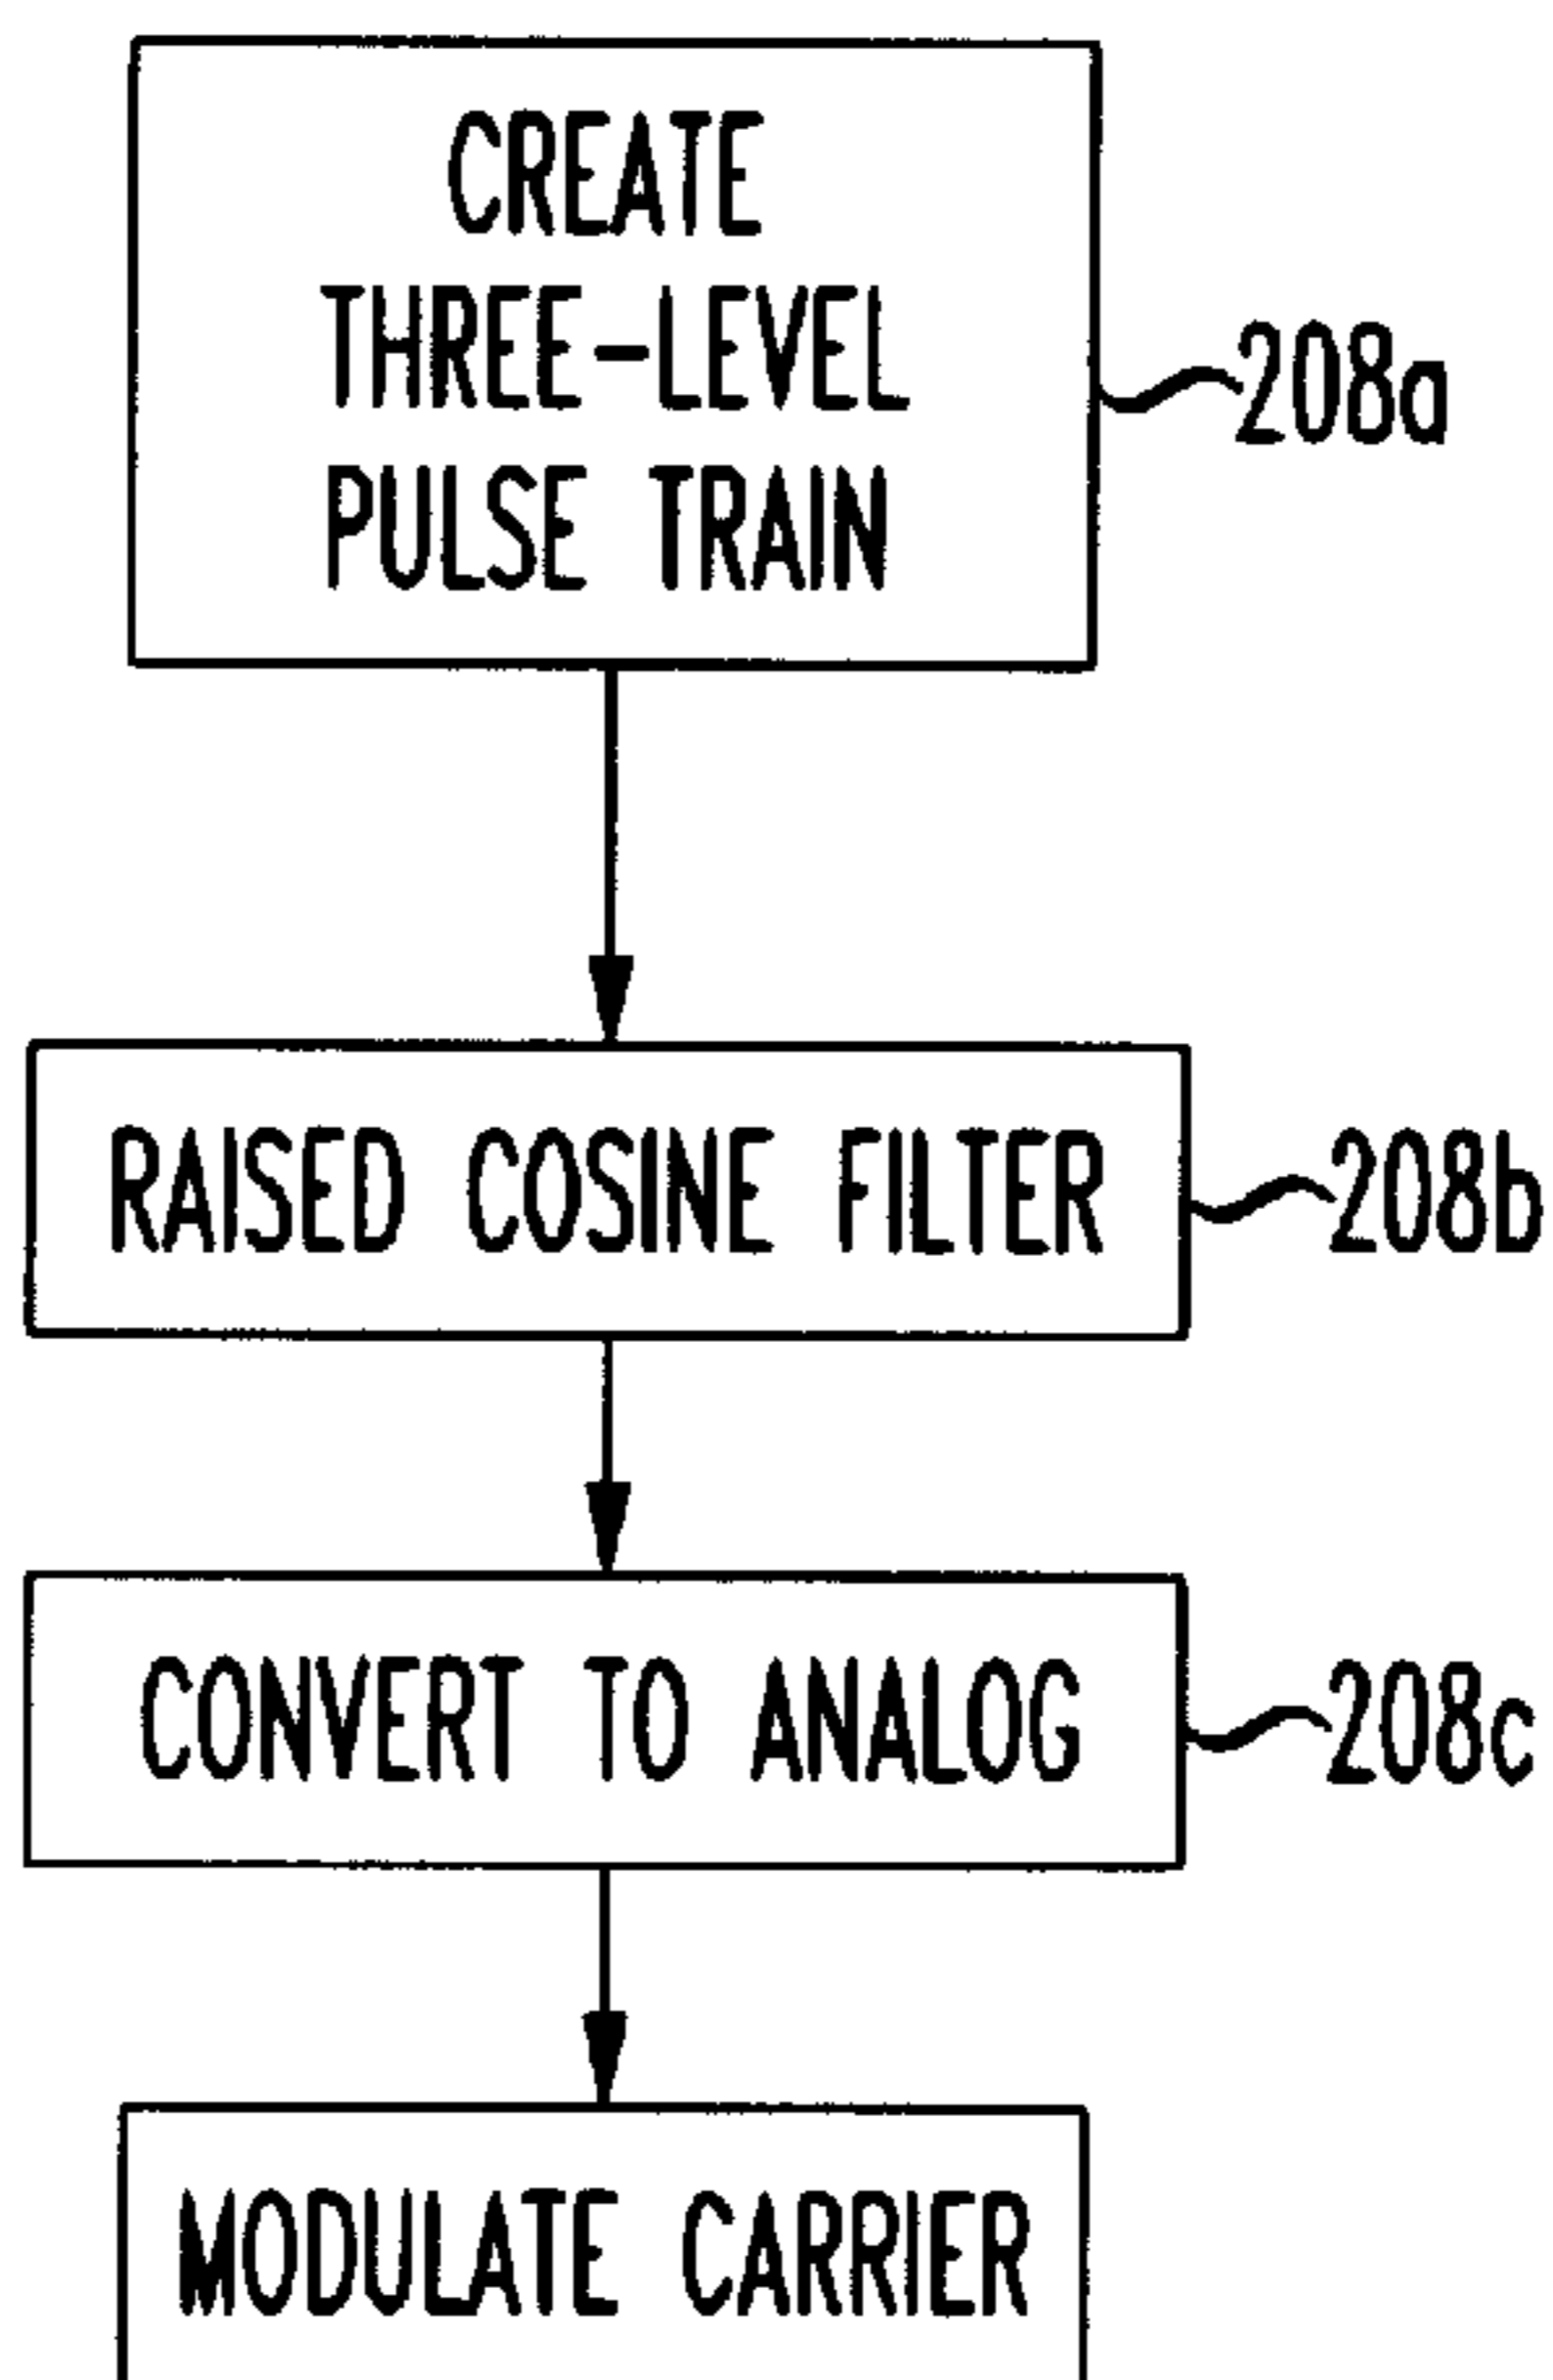 CREATE
THREE-LEVEL
PULSE TRAIN
208a
RAISED COSINE FILTER
208b
CONVERT TO ANALOG
208c
MODULATE CARRIER